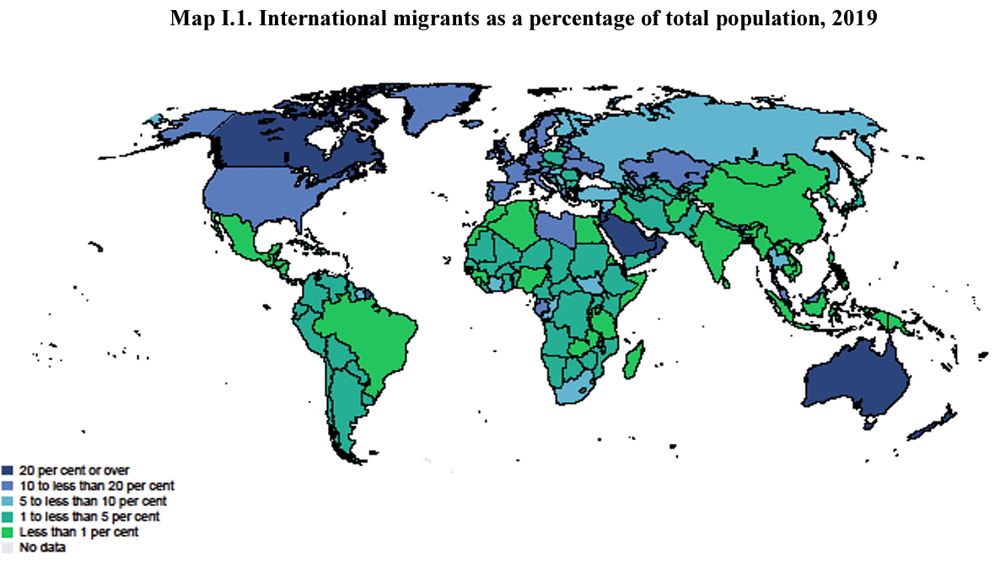 Map I.1. International migrants as a percentage of total population, 2019
20 per cent or over
10 to less than 20 per cent
5 to less than 10 per cent
1 to less than 5 per cent
Less than 1 per cent
No data